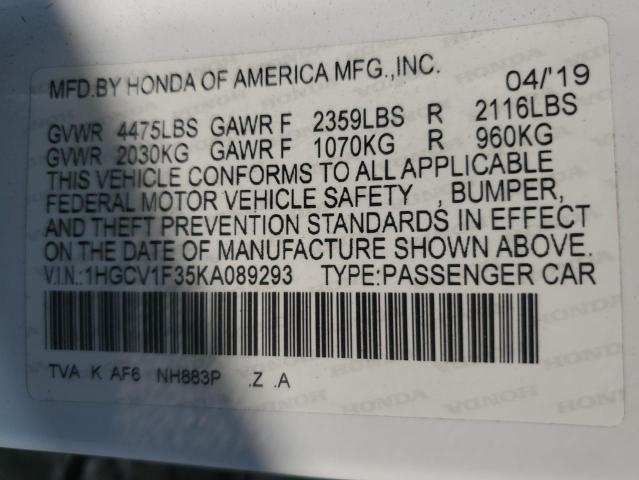 MFD.BY HONDA OF AMERICA MFG.,INC. 04/'19
GVWR 4475LBS GAWR F 2359LBS R 2116LBS
GVWR 2030KG GAWR F 1070KG R 960KG
THIS VEHICLE CONFORMS TO ALL APPLICABLE
FEDERAL MOTOR VEHICLE SAFETY , BUMPER,
AND THEFT PREVENTION STANDARDS IN EFFECT
ON THE DATE OF MANUFACTURE SHOWN ABOVE.
V.I.N.:1HGCV1F35KA089293 TYPE:PASSENGER CAR
TVA K AF6 NH883P .Z .A